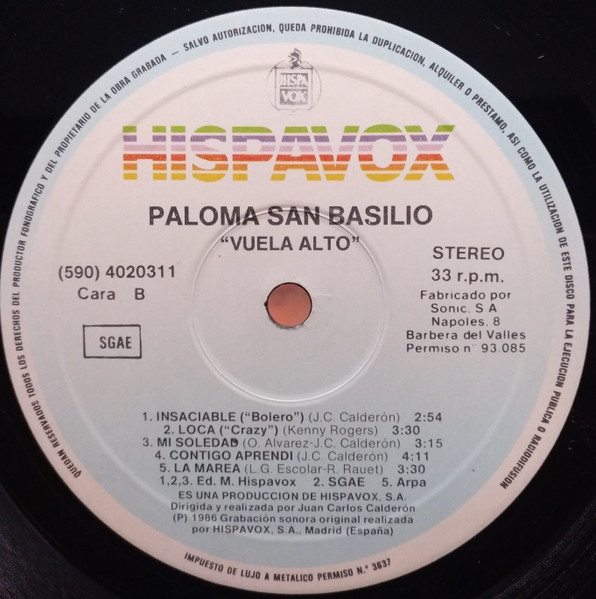 QUEDAN RESERVADOS TODOS LOS DERECHOS DEL PRODUCTOR FONOGRAFICO Y DEL PROPIETARIO DE LA OBRA GRABADA — SALVO AUTORIZACION, QUEDA PROHIBIDA LA DUPLICACION, ALQUILER O PRESTAMO, ASI COMO LA UTILIZACION DE ESTE DISCO PARA LA EJECUCION PUBLICA O RADIODIFUSION
HISPA
VOX
HISPAVOX
PALOMA SAN BASILIO
“VUELA ALTO”
(590) 4020311
Cara B
SGAE
STEREO
33 r.p.m.
Fabricado por
Sonic. S A
Napoles. 8
Barbera del Valles
Permiso n° 93.085
1. INSACIABLE (“Bolero”) (J.C. Calderón) 2:54
2. LOCA (“Crazy”) (Kenny Rogers) 3:30
3. MI SOLEDAD (O. Alvarez-J.C. Calderón) 3:15
4. CONTIGO APRENDI (J.C. Calderón) 4:11
5. LA MAREA (L.G. Escolar-R. Rauet) 3:30
1,2,3. Ed. M. Hispavox 2. SGAE 5. Arpa
ES UNA PRODUCCION DE HISPAVOX, S.A.
Dirigida y realizada por Juan Carlos Calderón
(P) 1986 Grabación sonora original realizada
por HISPAVOX, S.A., Madrid (España)
IMPUESTO DE LUJO A METALICO PERMISO N.° 3637